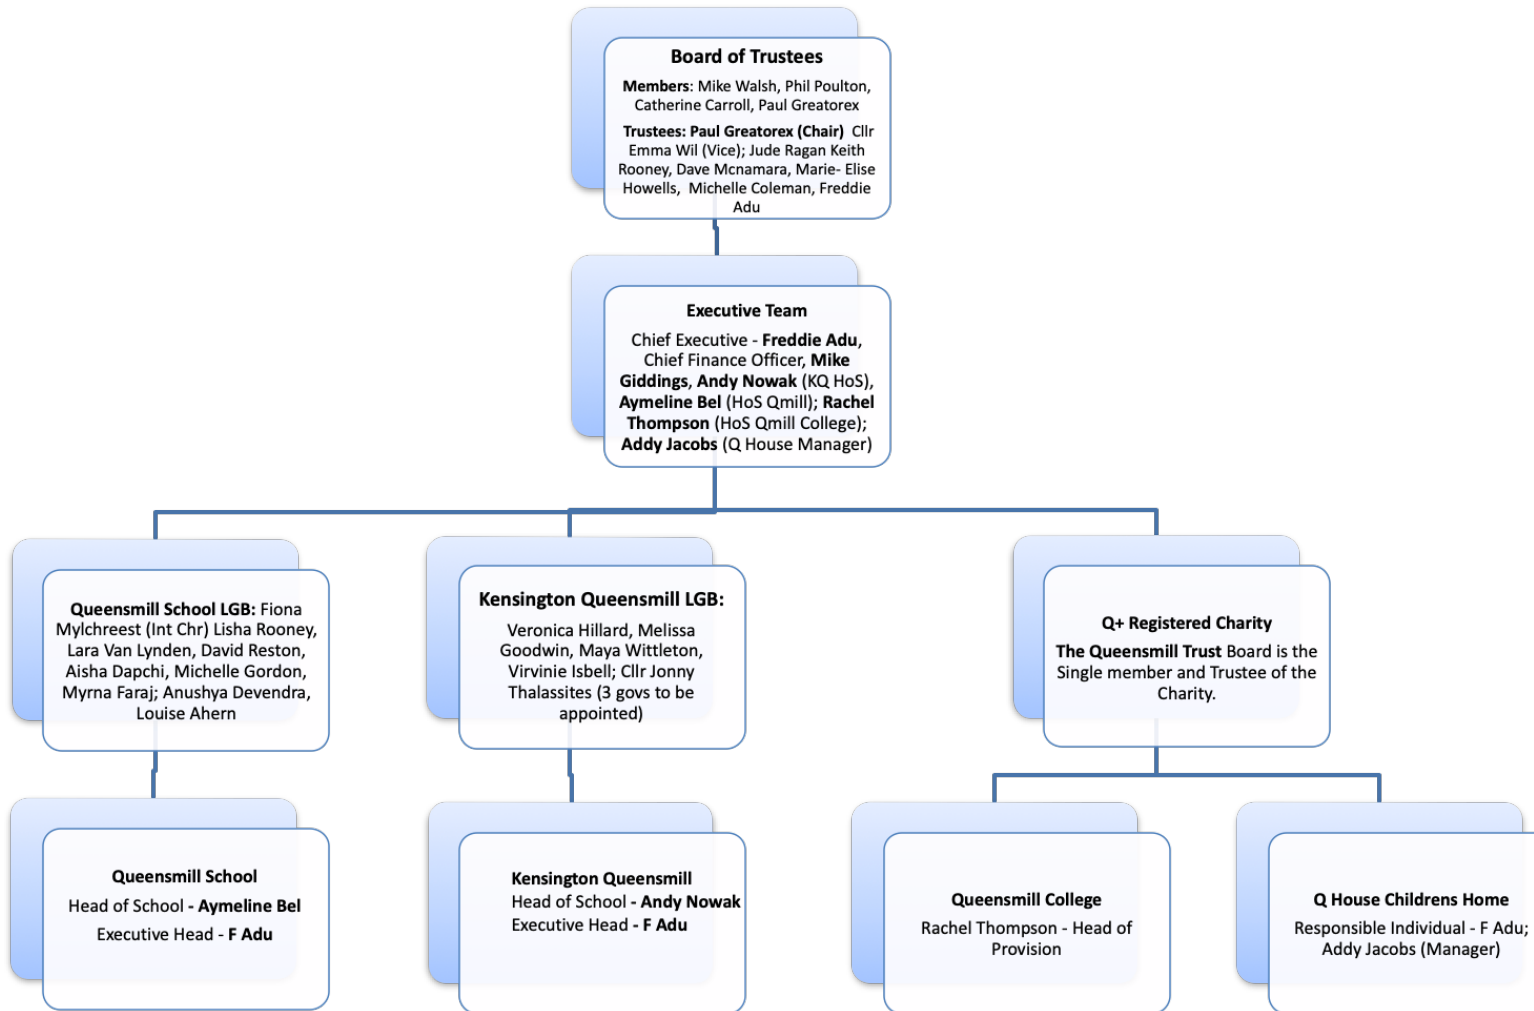 Board of Trustees
Members: Mike Walsh, Phil Poulton,
Catherine Carroll, Paul Greatorex
Trustees: Paul Greatorex (Chair) Cllr
Emma Wil (Vice); Jude Ragan Keith
Rooney, Dave Mcnamara, Marie- Elise
Howells, Michelle Coleman, Freddie
Adu
Executive Team
Chief Executive - Freddie Adu,
Chief Finance Officer, Mike
Giddings, Andy Nowak (KQ HoS),
Aymeline Bel (HoS Qmill); Rachel
Thompson (HoS Qmill College);
Addy Jacobs (Q House Manager)
Queensmill School LGB: Fiona
Mylchreest (Int Chr) Lisha Rooney,
Lara Van Lynden, David Reston,
Aisha Dapchi, Michelle Gordon,
Myrna Faraj; Anushya Devendra,
Louise Ahern
Kensington Queensmill LGB:
Veronica Hillard, Melissa
Goodwin, Maya Wittleton,
Virvinie Isbell; Cllr Jonny
Thalassites (3 govs to be
appointed)
Q+ Registered Charity
The Queensmill Trust Board is the
Single member and Trustee of the
Charity.
Queensmill School
Head of School - Aymeline Bel
Executive Head - F Adu
Kensington Queensmill
Head of School - Andy Nowak
Executive Head - F Adu
Queensmill College
Rachel Thompson - Head of
Provision
Q House Childrens Home
Responsible Individual - F Adu;
Addy Jacobs (Manager)